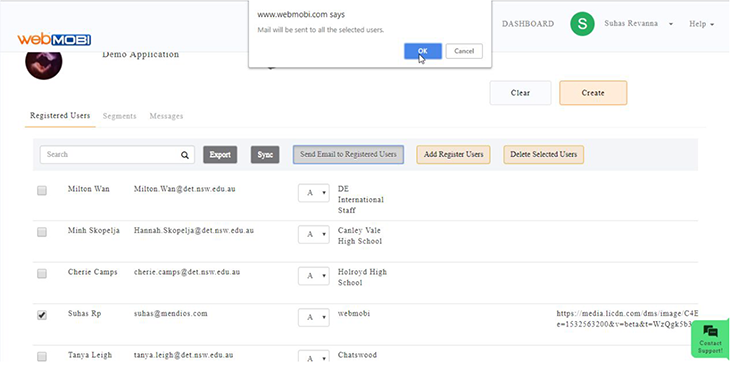 www.webmobi.com says
Mail will be sent to all the selected users.
OK Cancel
webMOBI
DASHBOARD S Suhas Revanna Help
Demo Application
Clear Create
Registered Users Segments Messages
Search Export Sync Send Email to Registered Users Add Register Users Delete Selected Users
Milton Wan Milton.Wan@det.nsw.edu.au A DE
International
Staff
Minh Skopelja Hannah.Skopelja@det.nsw.edu.au A Canley Vale
High School
Cherie Camps cherie.camps@det.nsw.edu.au A Holroyd High
School
Suhas Rp suhas@mendios.com A webmobi https://media.licdn.com/dms/image/C4E
e=1532563200&v=beta&t=WzQgk5b3
Contact
Support!
Tanya Leigh tanya.leigh@det.nsw.edu.au A Chatswood